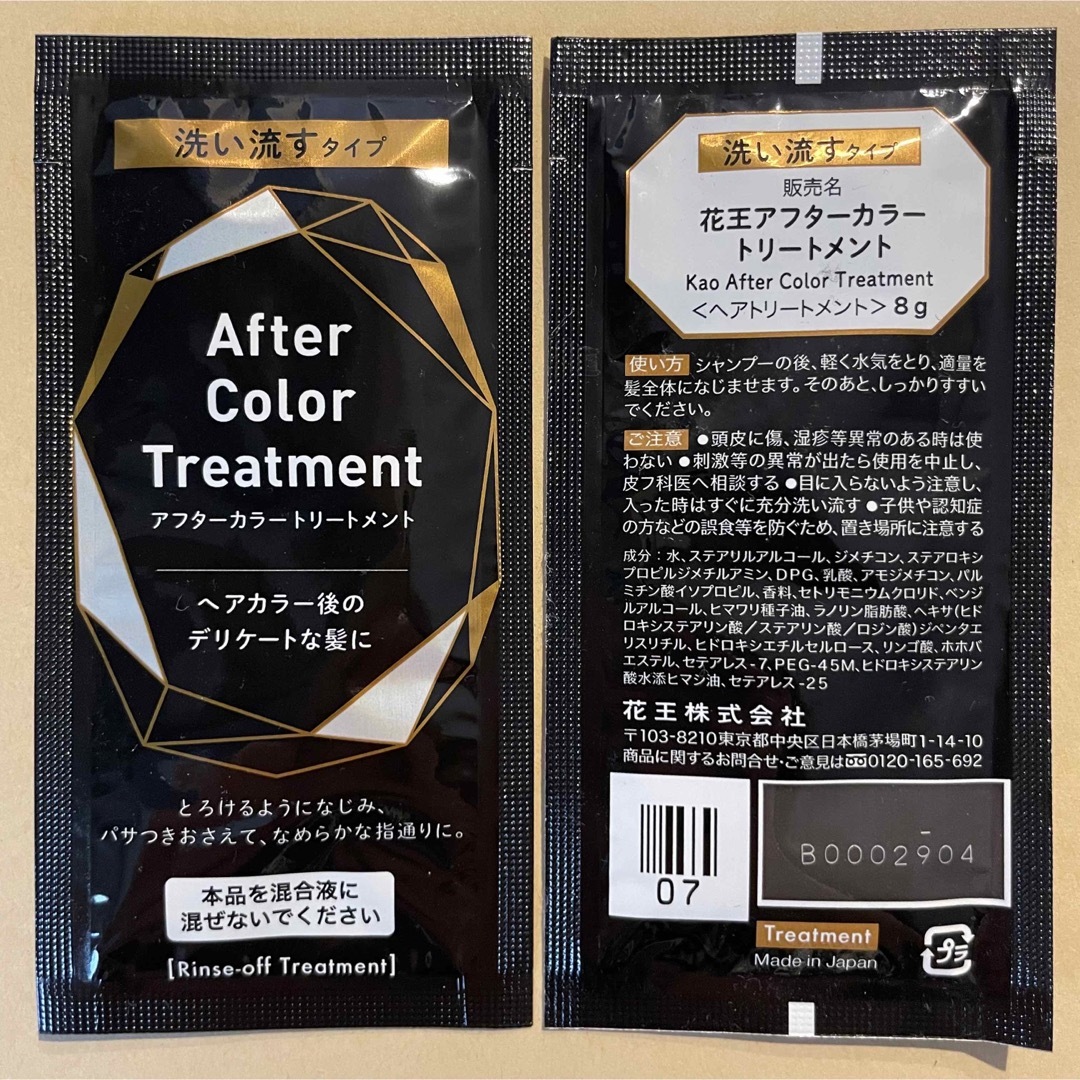 洗い流すタイプ
After
Color
Treatment
アフターカラートリートメント
ヘアカラー後の
デリケートな髪に
とろけるようになじみ、
パサつきおさえて、なめらかな指通りに。
本品を混合液に
混ぜないでください
[Rinse-off Treatment]
洗い流すタイプ
販売名
花王アフターカラー
トリートメント
Kao After Color Treatment
<ヘアトリートメント> 8g
使い方 シャンプーの後、軽く水気をとり、適量を
髪全体になじませます。そのあと、しっかりすすい
でください。
ご注意 ●頭皮に傷、湿疹等異常のある時は使
わない ●刺激等の異常が出たら使用を中止し、
皮フ科医へ相談する ●目に入らないよう注意し、
入った時はすぐに充分洗い流す ●子供や認知症
の方などの誤食等を防ぐため、置き場所に注意する
成分:水、ステアリルアルコール、ジメチコン、ステアロキシ
プロピルジメチルアミン、DPG、乳酸、アモジメチコン、パル
ミチン酸イソプロピル、香料、セトリモニウムクロリド、ベンジ
ルアルコール、ヒマワリ種子油、ラノリン脂肪酸、ヘキサ(ヒド
ロキシステアリン酸/ステアリン酸/ロジン酸)ジペンタエ
リスリチル、ヒドロキシエチルセルロース、リンゴ酸、ホホバ
エステル、セテアレス-7、PEG-45M、ヒドロキシステアリン
酸水添ヒマシ油、セテアレス-25
花王株式会社
〒103-8210東京都中央区日本橋茅場町1-14-10
商品に関するお問合せ・ご意見は0120-165-692
07
B0002904
Treatment
Made in Japan
プラ